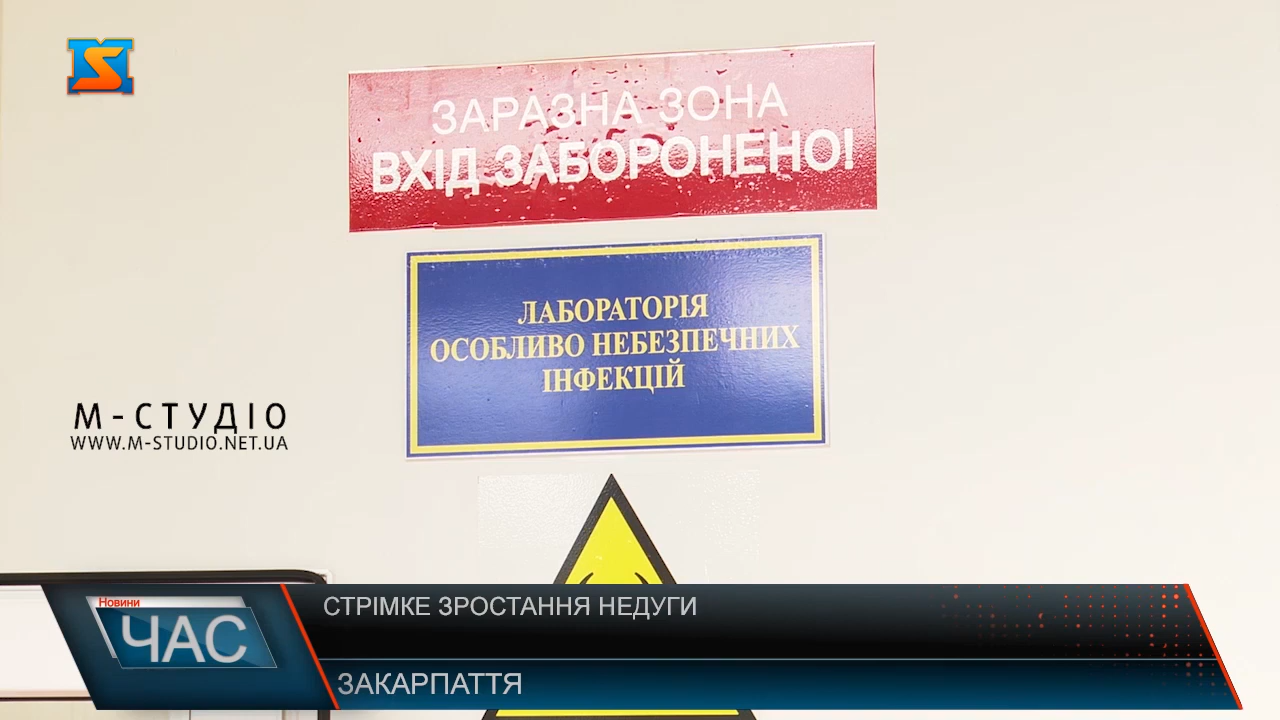 ЗАРАЗНА ЗОНА
ВХІД ЗАБОРОНЕНО!
ЛАБОРАТОРІЯ
ОСОБЛИВО НЕБЕЗПЕЧНИХ
ІНФЕКЦІЙ
М-СТУДІО
WWW.M-STUDIO.NET.UA
Новини
ЧАС
СТРІМКЕ ЗРОСТАННЯ НЕДУГИ
ЗАКАРПАТТЯ